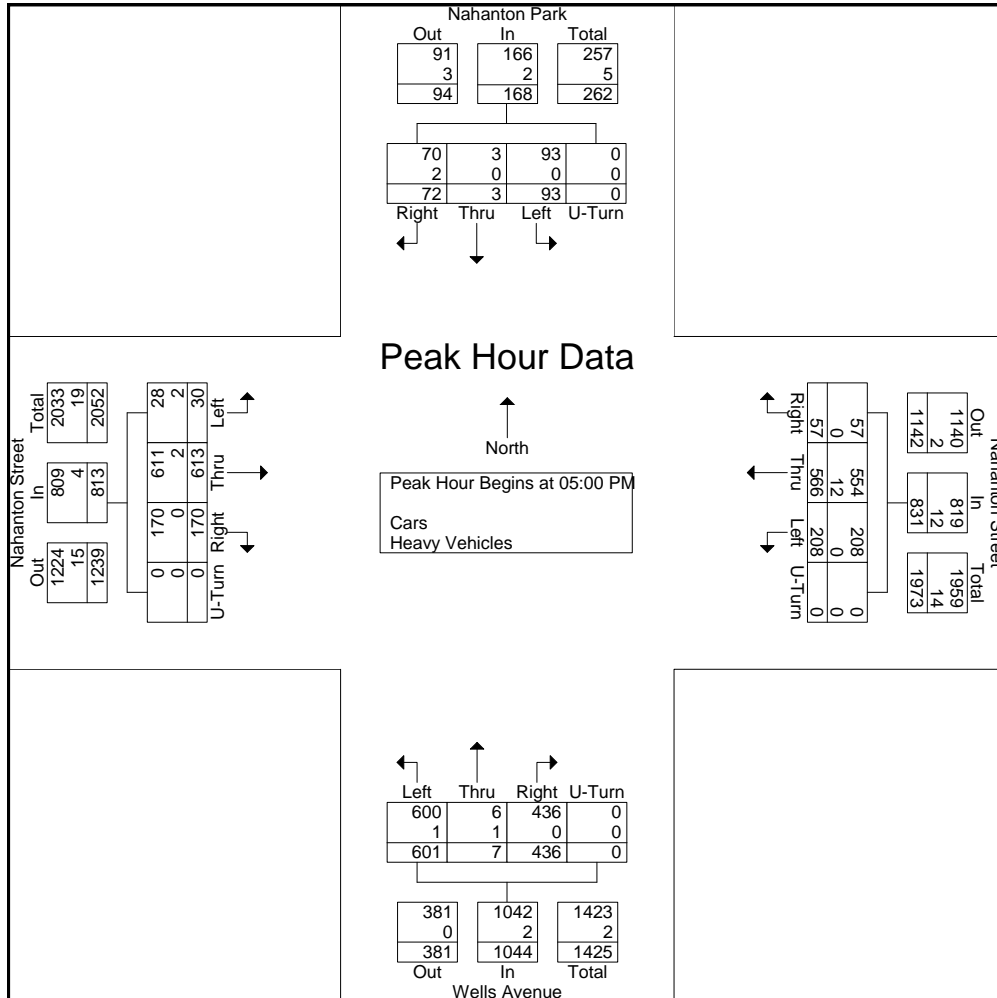 Nahanton Park
Out In Total
91 166 257
3 2 5
94 168 262
70 3 93 0
2 0 0 0
72 3 93 0
Right Thru Left U-Turn
Peak Hour Data
North
Peak Hour Begins at 05:00 PM
Cars
Heavy Vehicles
Nahanton Street
Total In Out
2033 809 1224
19 4 15
2052 813 1239
28 611 170 0
2 2 0 0
30 613 170 0
Left Thru Right U-Turn
Nahanton Street
Out In Total
1140 819 1959
2 12 14
1142 831 1973
57 554 208 0
0 12 0 0
57 566 208 0
Right Thru Left U-Turn
Left Thru Right U-Turn
600 6 436 0
1 1 0 0
601 7 436 0
381 1042 1423
0 2 2
381 1044 1425
Out In Total
Wells Avenue